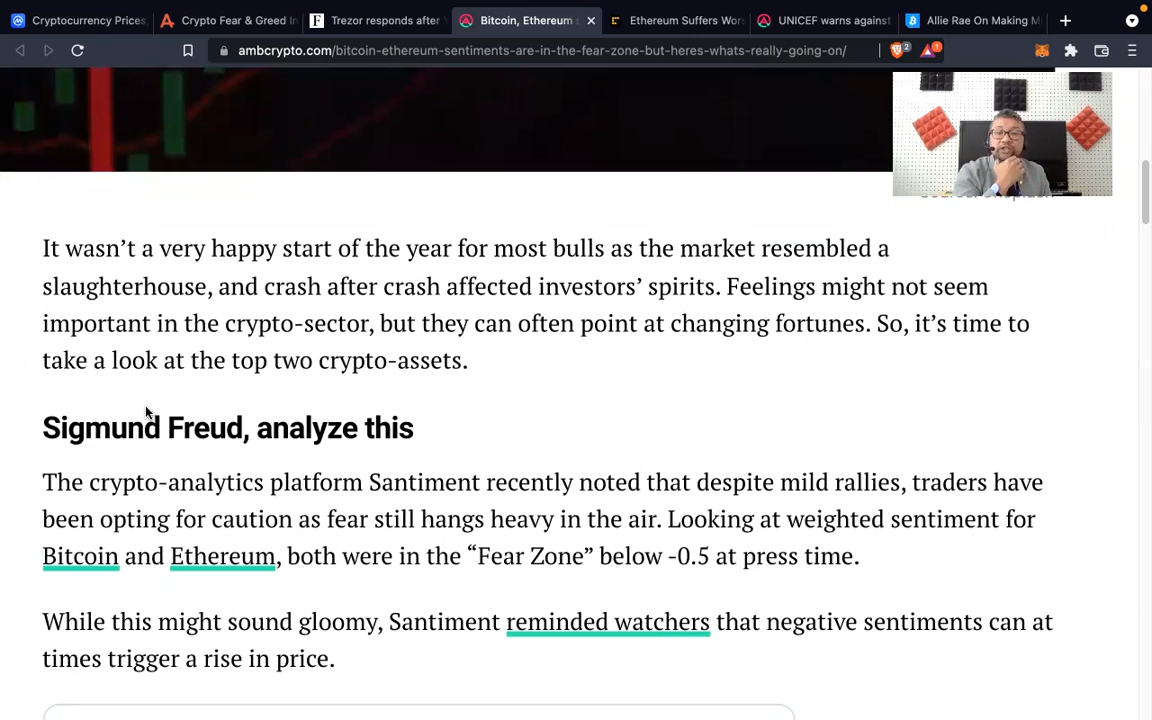 Cryptocurrency Prices,
Crypto Fear & Greed In
Trezor responds after
Bitcoin, Ethereum s
Ethereum Suffers Wors
UNICEF warns against
Allie Rae On Making M
ambcrypto.com/bitcoin-ethereum-sentiments-are-in-the-fear-zone-but-heres-whats-really-going-on/
2
1
It wasn’t a very happy start of the year for most bulls as the market resembled a
slaughterhouse, and crash after crash affected investors’ spirits. Feelings might not seem
important in the crypto-sector, but they can often point at changing fortunes. So, it’s time to
take a look at the top two crypto-assets.
Sigmund Freud, analyze this
The crypto-analytics platform Santiment recently noted that despite mild rallies, traders have
been opting for caution as fear still hangs heavy in the air. Looking at weighted sentiment for
Bitcoin and Ethereum, both were in the “Fear Zone” below -0.5 at press time.
While this might sound gloomy, Santiment reminded watchers that negative sentiments can at
times trigger a rise in price.